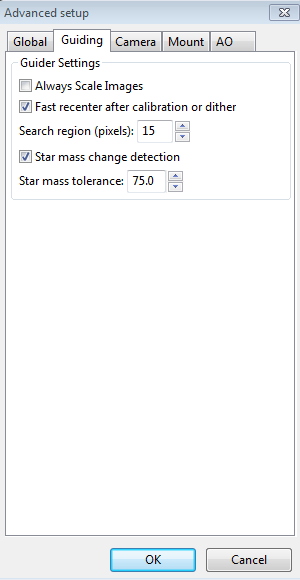 Advanced setup
Global Guiding Camera Mount AO
Guider Settings
Always Scale Images
Fast recenter after calibration or dither
Search region (pixels): 15
Star mass change detection
Star mass tolerance: 75.0
OK Cancel